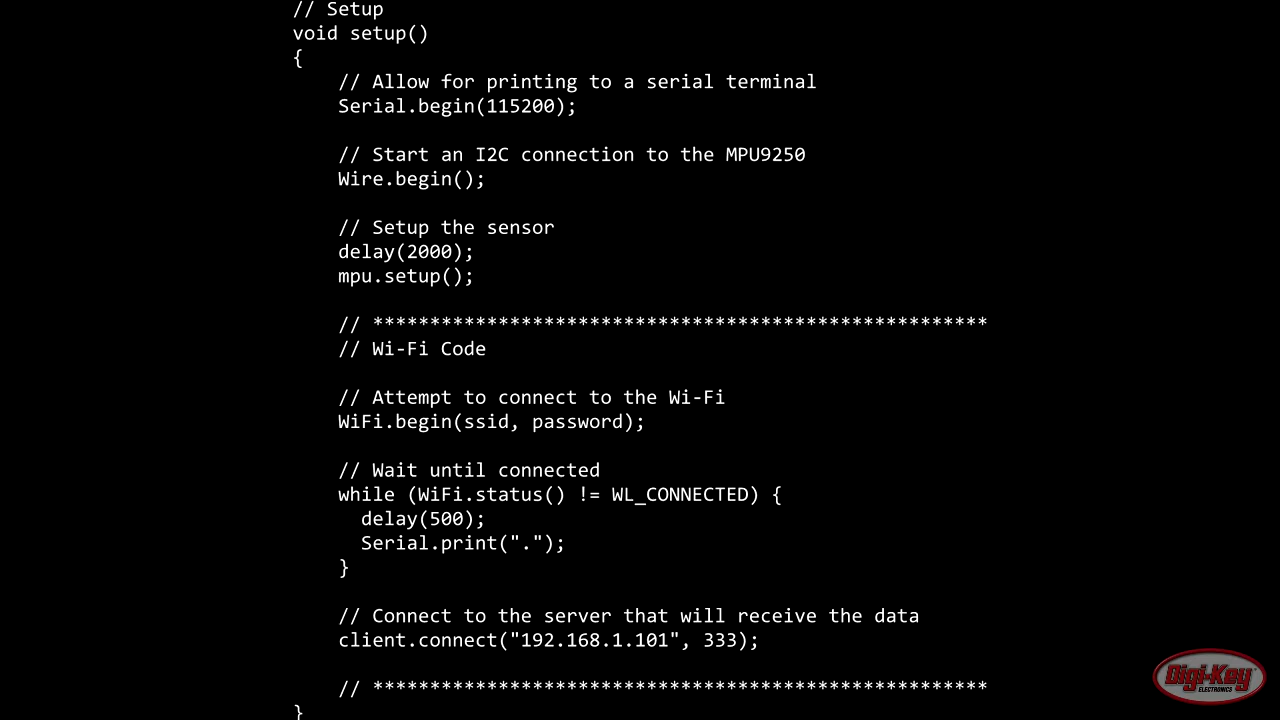 // Setup
void setup()
{
    // Allow for printing to a serial terminal
    Serial.begin(115200);

    // Start an I2C connection to the MPU9250
    Wire.begin();

    // Setup the sensor
    delay(2000);
    mpu.setup();

    // ******************************************************
    // Wi-Fi Code

    // Attempt to connect to the Wi-Fi
    WiFi.begin(ssid, password);

    // Wait until connected
    while (WiFi.status() != WL_CONNECTED) {
      delay(500);
      Serial.print(".");
    }

    // Connect to the server that will receive the data
    client.connect("192.168.1.101", 333);

    // ******************************************************
}
Digi-Key
ELECTRONICS